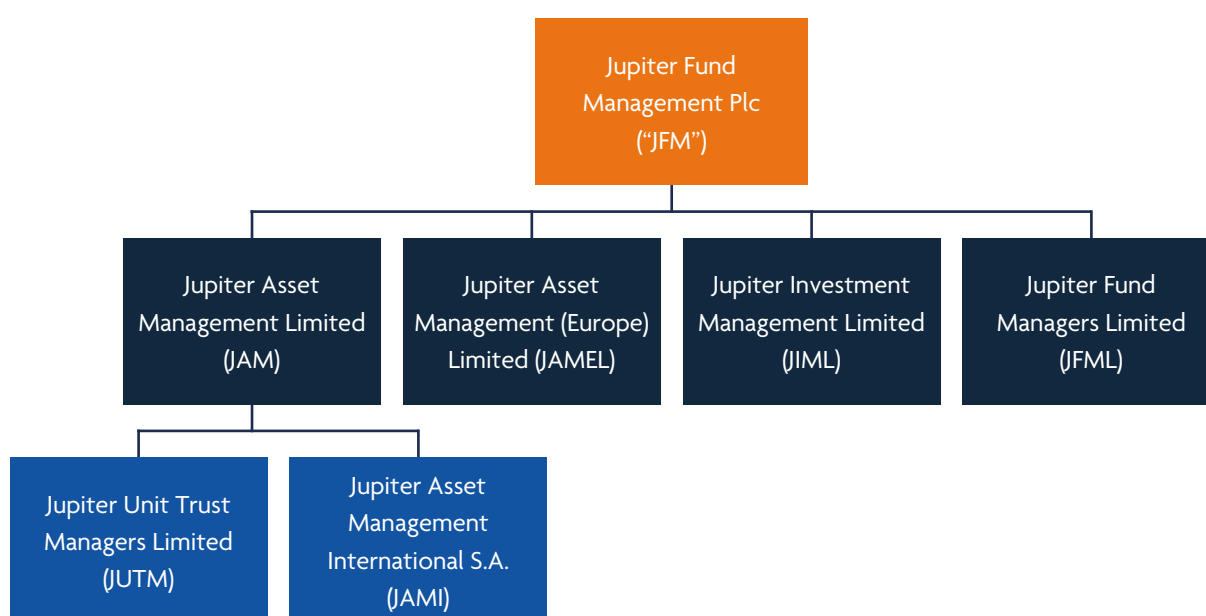 Jupiter Fund
Management Plc
(“JFM”)
Jupiter Asset
Management Limited
(JAM)
Jupiter Asset
Management (Europe)
Limited (JAMEL)
Jupiter Investment
Management Limited
(JIML)
Jupiter Fund
Managers Limited
(JFML)
Jupiter Unit Trust
Managers Limited
(JUTM)
Jupiter Asset
Management
International S.A.
(JAMI)